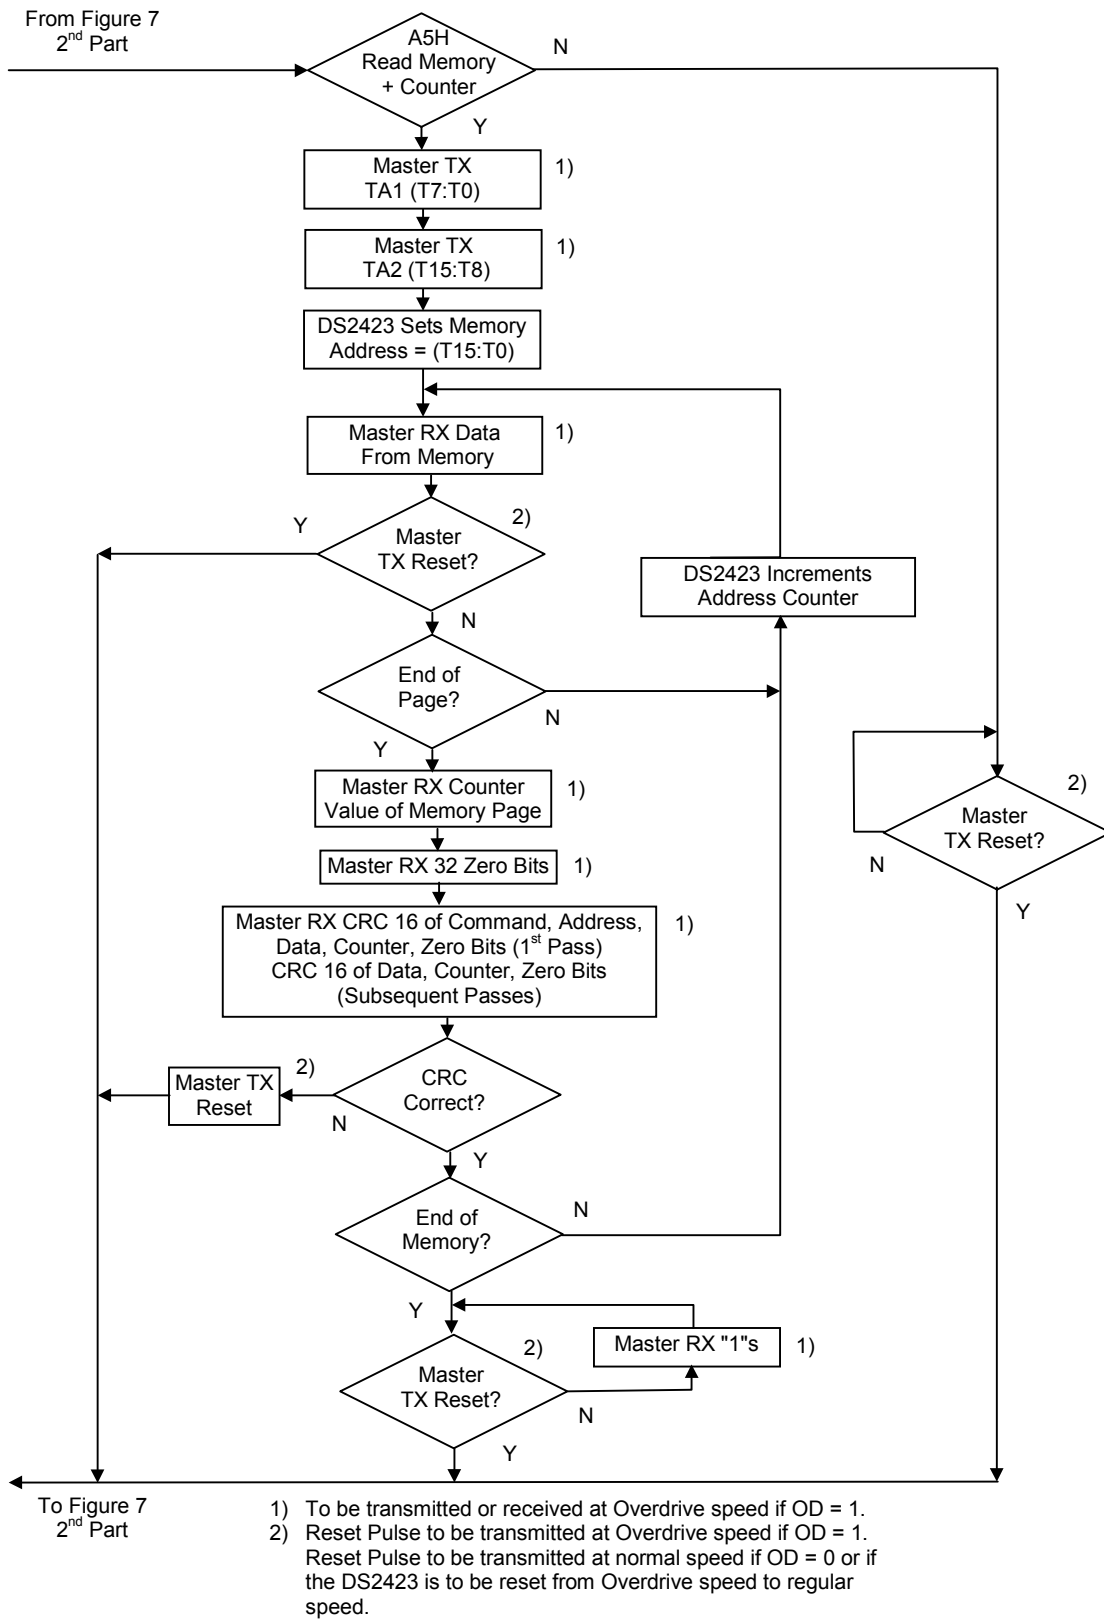 From Figure 7
2nd Part
A5H
Read Memory
+ Counter
N
Y
Master TX
TA1 (T7:T0)
1)
Master TX
TA2 (T15:T8)
1)
DS2423 Sets Memory
Address = (T15:T0)
Master RX Data
From Memory
1)
Y
Master
TX Reset?
2)
N
DS2423 Increments
Address Counter
End of
Page?
N
Y
Master RX Counter
Value of Memory Page
1)
Master
TX Reset?
2)
N
Y
Master RX 32 Zero Bits
1)
Master RX CRC 16 of Command, Address,
Data, Counter, Zero Bits (1st Pass)
CRC 16 of Data, Counter, Zero Bits
(Subsequent Passes)
1)
Master TX
Reset
2)
N
CRC
Correct?
Y
End of
Memory?
N
Y
Master RX "1"s
1)
Master
TX Reset?
2)
N
Y
To Figure 7
2nd Part
1) To be transmitted or received at Overdrive speed if OD = 1.
2) Reset Pulse to be transmitted at Overdrive speed if OD = 1.
Reset Pulse to be transmitted at normal speed if OD = 0 or if
the DS2423 is to be reset from Overdrive speed to regular
speed.